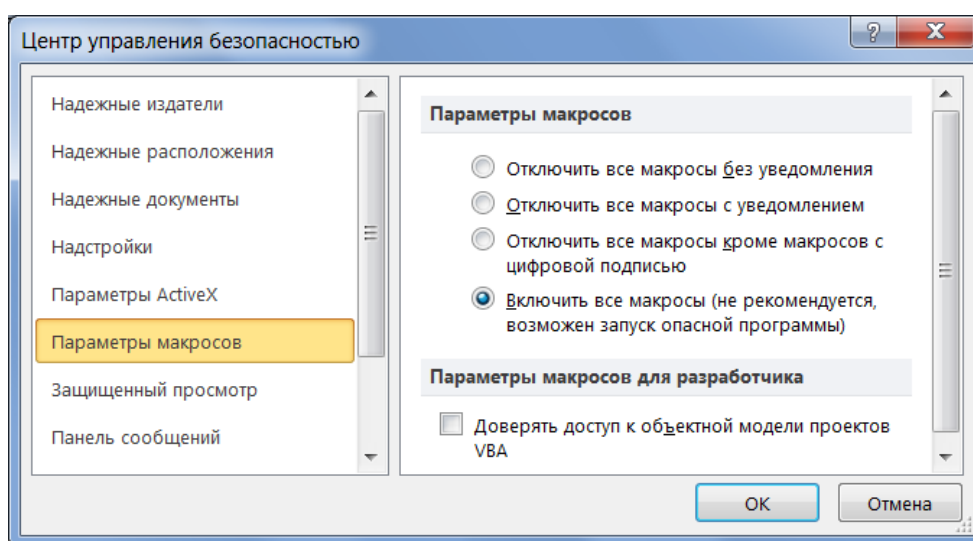 Центр управления безопасностью
Надежные издатели
Надежные расположения
Надежные документы
Надстройки
Параметры ActiveX
Параметры макросов
Защищенный просмотр
Панель сообщений
Параметры макросов
Отключить все макросы без уведомления
Отключить все макросы с уведомлением
Отключить все макросы кроме макросов с
цифровой подписью
Включить все макросы (не рекомендуется,
возможен запуск опасной программы)
Параметры макросов для разработчика
Доверять доступ к объектной модели проектов
VBA
ОК
Отмена